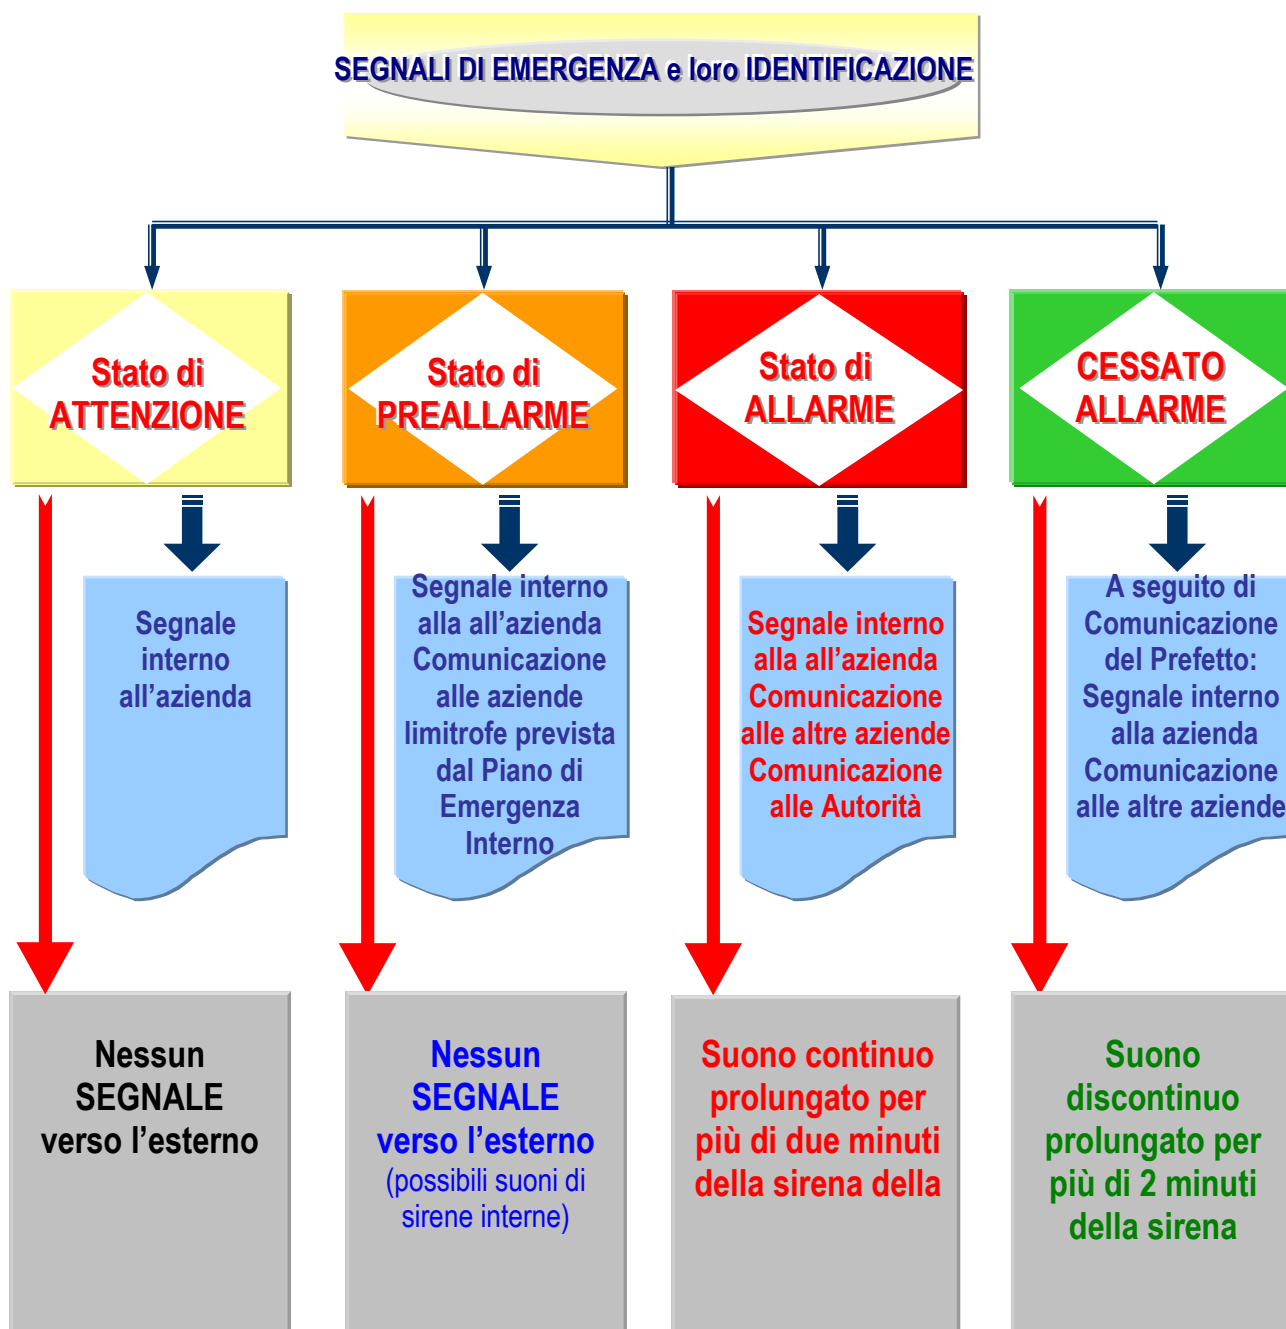 SEGNALI DI EMERGENZA e loro IDENTIFICAZIONE
Stato di
ATTENZIONE
Stato di
PREALLARME
Stato di
ALLARME
CESSATO
ALLARME
Segnale
interno
all’azienda
Segnale interno
alla all’azienda
Comunicazione
alle aziende
limitrofe prevista
dal Piano di
Emergenza
Interno
Segnale interno
alla all’azienda
Comunicazione
alle altre aziende
Comunicazione
alle Autorità
A seguito di
Comunicazione
del Prefetto:
Segnale interno
alla azienda
Comunicazione
alle altre aziende
Nessun
SEGNALE
verso l’esterno
Nessun
SEGNALE
verso l’esterno
(possibili suoni di
sirene interne)
Suono continuo
prolungato per
più di due minuti
della sirena della
Suono
discontinuo
prolungato per
più di 2 minuti
della sirena